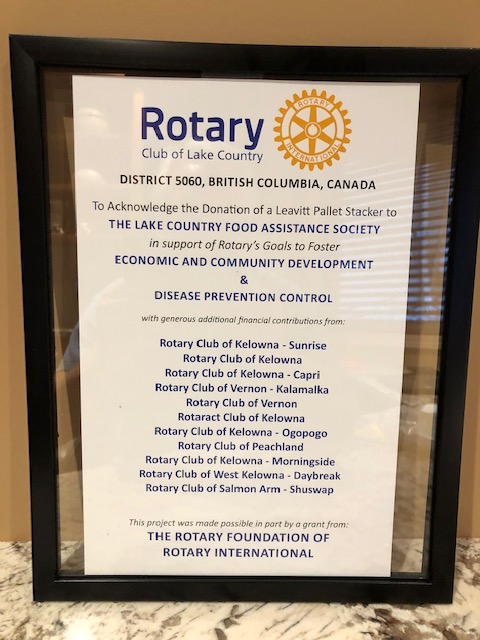 Rotary
Club of Lake Country
ROTARY
INTERNATIONAL
DISTRICT 5060, BRITISH COLUMBIA, CANADA
To Acknowledge the Donation of a Leavitt Pallet Stacker to
THE LAKE COUNTRY FOOD ASSISTANCE SOCIETY
in support of Rotary's Goals to Foster
ECONOMIC AND COMMUNITY DEVELOPMENT
&
DISEASE PREVENTION CONTROL
with generous additional financial contributions from:
Rotary Club of Kelowna - Sunrise
Rotary Club of Kelowna
Rotary Club of Kelowna - Capri
Rotary Club of Vernon - Kalamalka
Rotary Club of Vernon
Rotaract Club of Kelowna
Rotary Club of Kelowna - Ogopogo
Rotary Club of Peachland
Rotary Club of Kelowna - Morningside
Rotary Club of West Kelowna - Daybreak
Rotary Club of Salmon Arm - Shuswap
This project was made possible in part by a grant from:
THE ROTARY FOUNDATION OF
ROTARY INTERNATIONAL